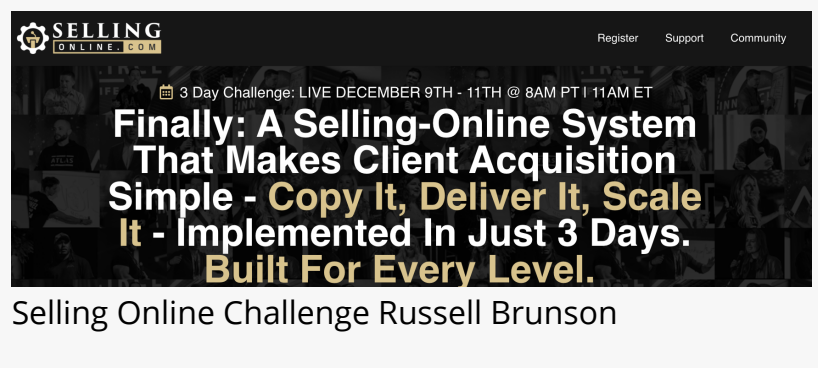 SELLING
ONLINE.COM
Register Support Community
3 Day Challenge: LIVE DECEMBER 9TH - 11TH @ 8AM PT | 11AM ET
Finally: A Selling-Online System
That Makes Client Acquisition
Simple - Copy It, Deliver It, Scale
It - Implemented In Just 3 Days.
Built For Every Level.
Selling Online Challenge Russell Brunson